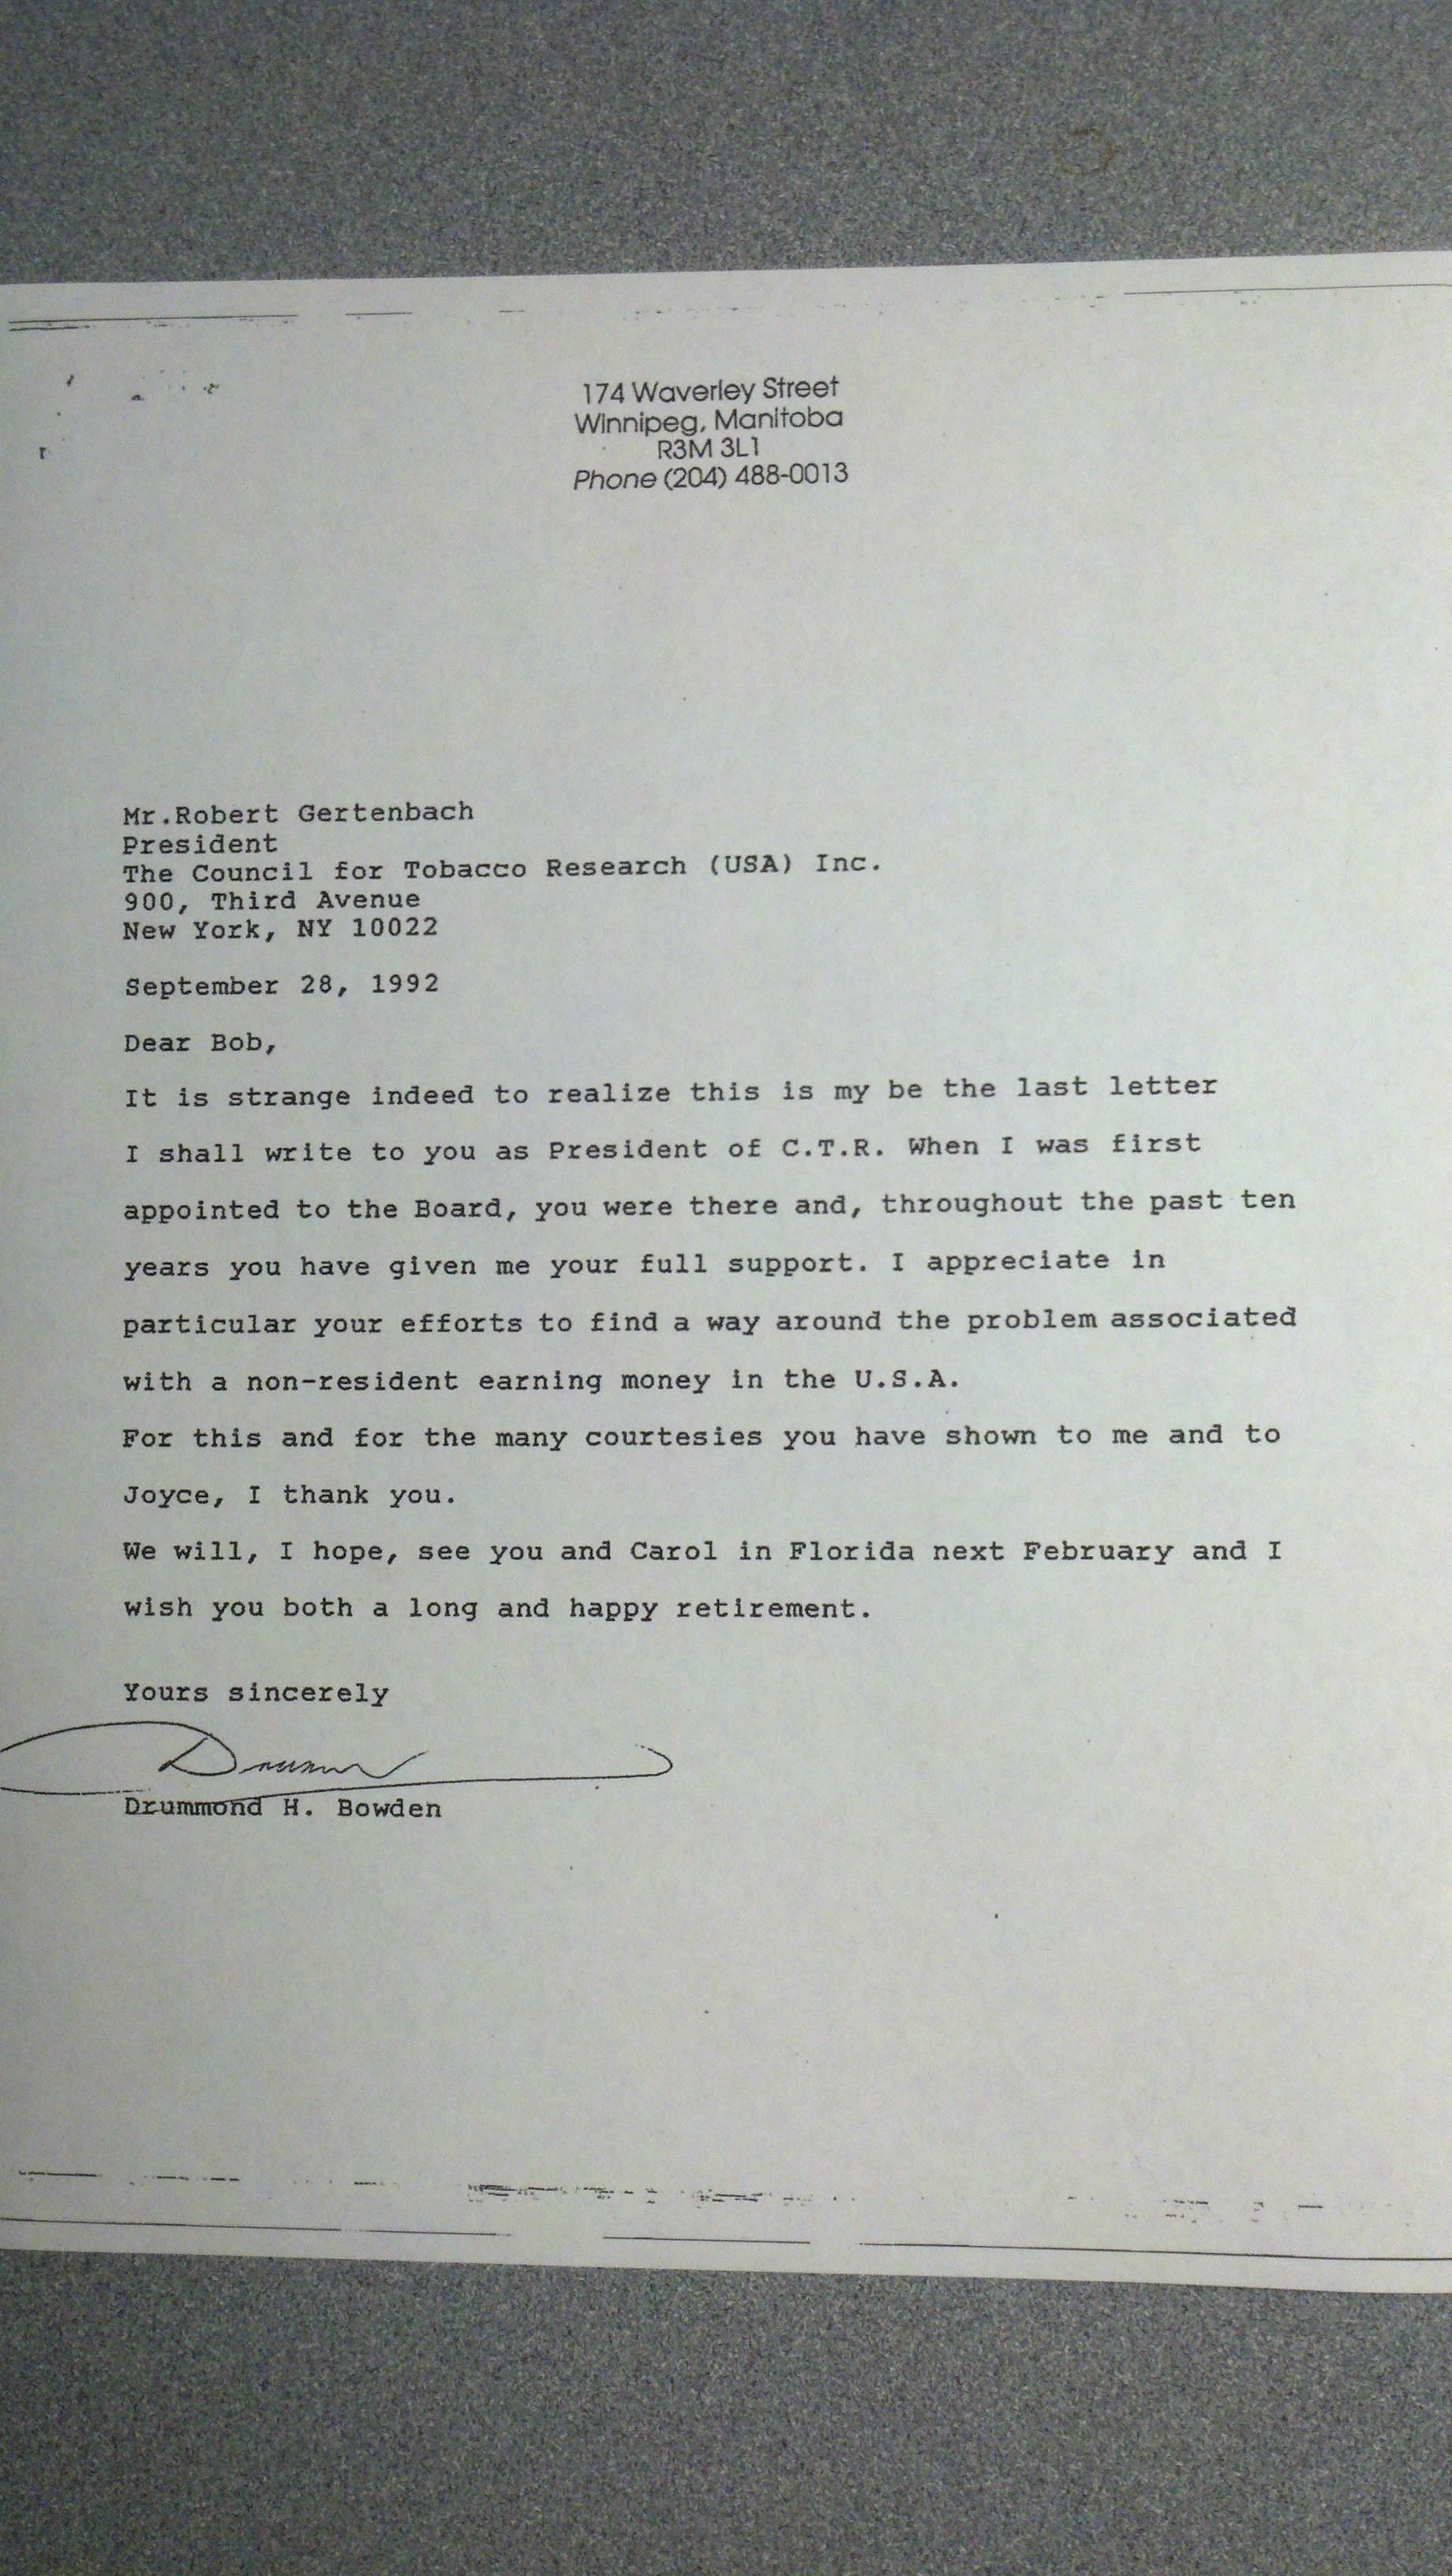 174 Waverley Street
Winnipeg, Manitoba
R3M 3L1
Phone (204) 488-0013
Mr.Robert Gertenbach
President
The Council for Tobacco Research (USA) Inc.
900, Third Avenue
New York, NY 10022
September 28, 1992
Dear Bob,
It is strange indeed to realize this is my be the last letter
I shall write to you as President of C.T.R. When I was first
appointed to the Board, you were there and, throughout the past ten
years you have given me your full support. I appreciate in
particular your efforts to find a way around the problem associated
with a non-resident earning money in the U.S.A.
For this and for the many courtesies you have shown to me and to
Joyce, I thank you.
We will, I hope, see you and Carol in Florida next February and I
wish you both a long and happy retirement.
Yours sincerely
Drummond H. Bowden